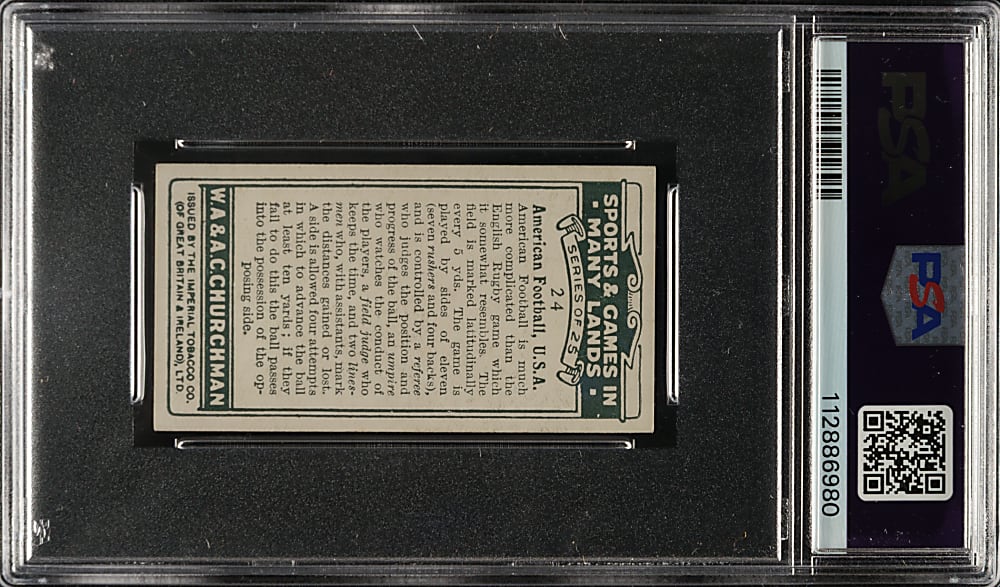 SPORTS & GAMES IN
· MANY LANDS ·
SERIES OF 25
24
American Football, U.S.A.
American Football is much
more complicated than the
English Rugby game which
it somewhat resembles. The
field is marked latitudinally
every 5 yds. The game is
played by sides of eleven
(seven rushers and four backs),
and is controlled by a referee
who judges the position and
progress of the ball, an umpire
who watches the conduct of
the players, a field judge who
keeps the time, and two lines-
men who, with assistants, mark
the distances gained or lost.
A side is allowed four attempts
in which to advance the ball
at least ten yards; if they
fail to do this the ball passes
into the possession of the op-
posing side.
W.A & A.C. CHURCHMAN
ISSUED BY THE IMPERIAL TOBACCO CO.
(OF GREAT BRITAIN & IRELAND), LTD.
PSA
PSA
112886980